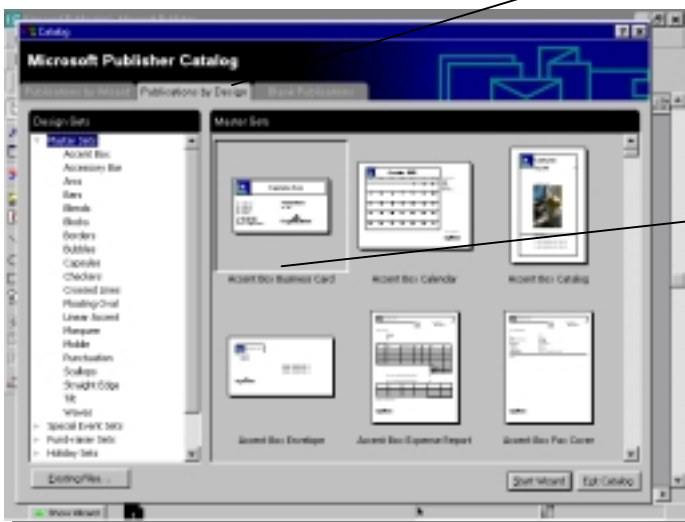 Catalog
Microsoft Publisher Catalog
Publications by Wizard Publications by Design Blank Publications
Design Sets
Master Sets
Accent Box
Accessory Bar
Arcs
Bars
Blends
Blocks
Borders
Bubbles
Capsules
Checkers
Crossed Lines
Floating Oval
Linear Accent
Marquee
Mobile
Punctuation
Scallops
Straight Edge
Tilt
Waves
Special Event Sets
Fund-raiser Sets
Holiday Sets
Master Sets
Accent Box Business Card
Accent Box Calendar
Accent Box Catalog
Accent Box Envelope
Accent Box Expense Report
Accent Box Fax Cover
Existing Files...
Start Wizard
Exit Catalog
Show Wizard